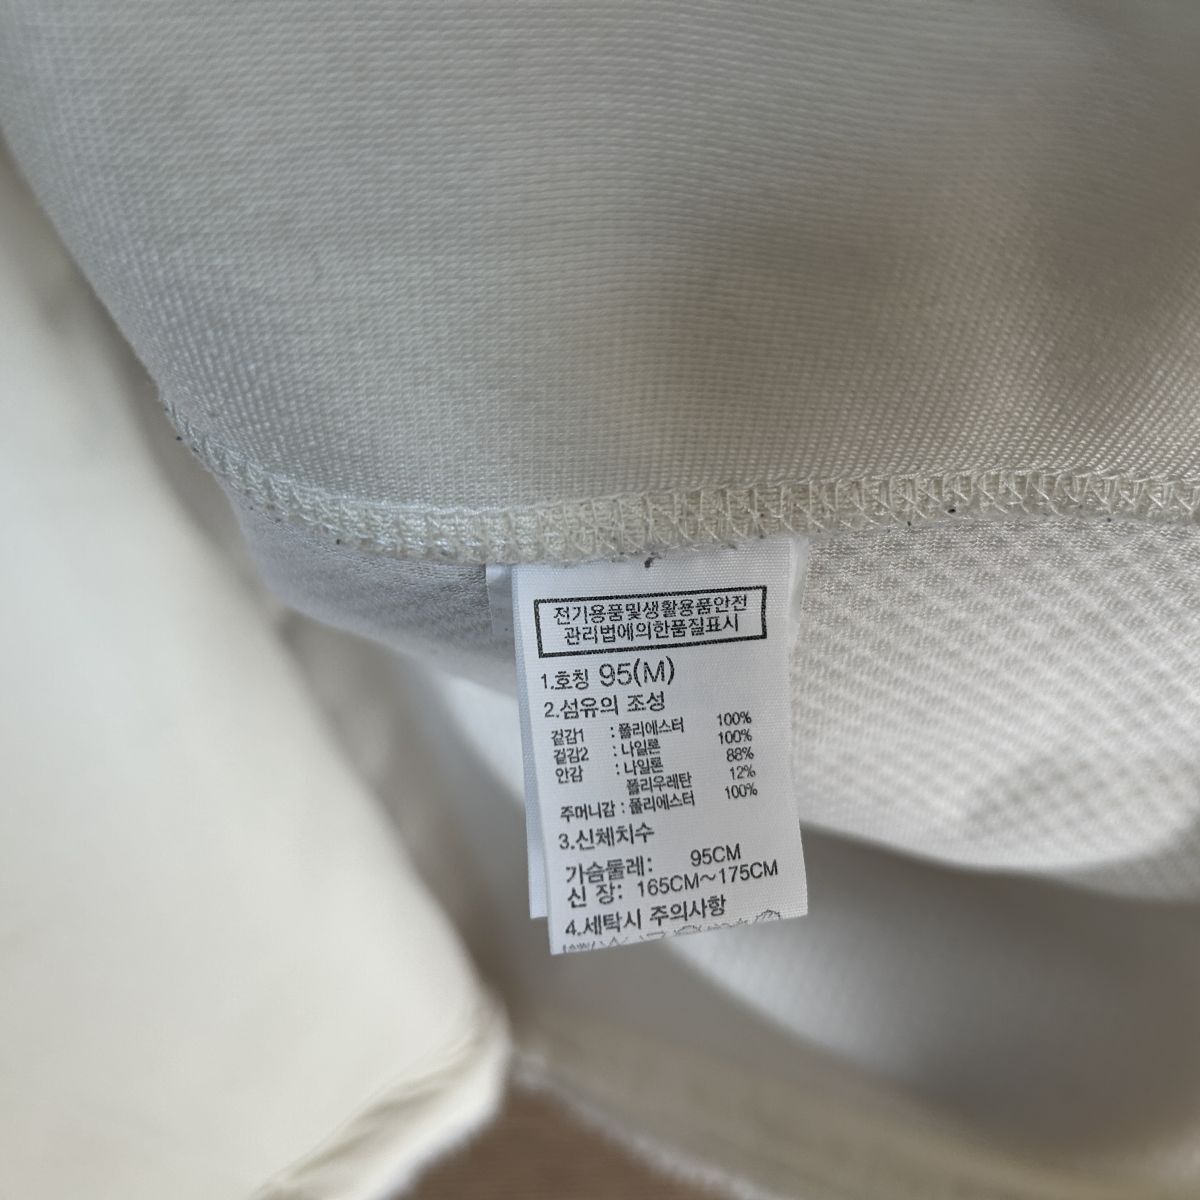 전기용품및생활용품안전
관리법에의한품질표시
1.호칭 95(M)
2.섬유의 조성
겉감1 : 폴리에스터 100%
겉감2 : 나일론 100%
안감 : 나일론 88%
폴리우레탄 12%
주머니감 : 폴리에스터 100%
3.신체치수
가슴둘레: 95CM
신 장: 165CM~175CM
4.세탁시 주의사항